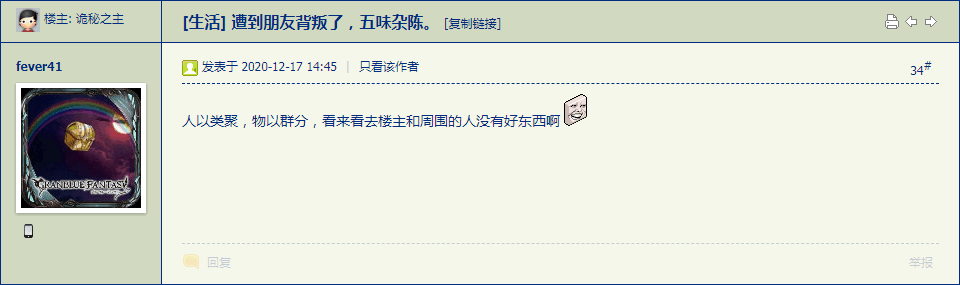 楼主: 诡秘之主
[生活] 遭到朋友背叛了，五味杂陈。 [复制链接]
fever41
GRANBLUE FANTASY
发表于 2020-12-17 14:45 | 只看该作者
34#
人以类聚，物以群分，看来看去楼主和周围的人没有好东西啊
回复
举报